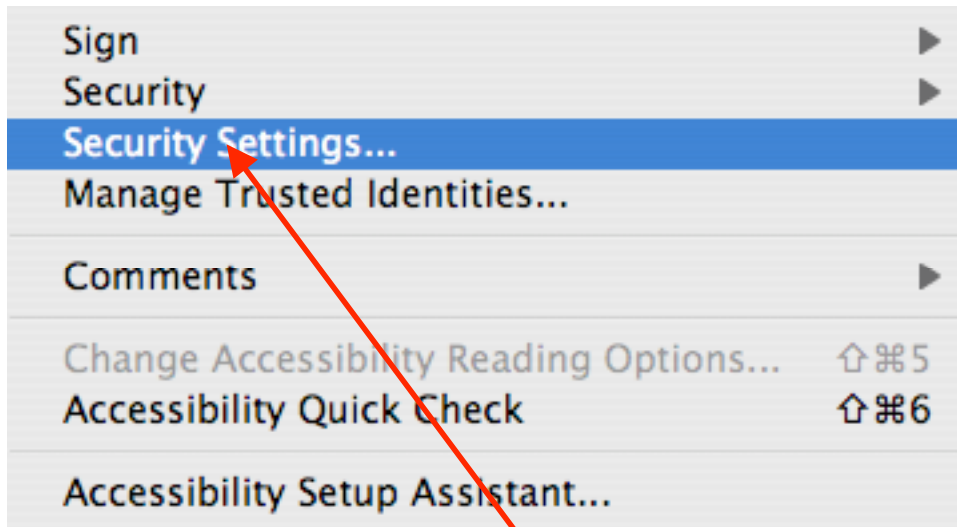 Sign
Security
Security Settings...
Manage Trusted Identities...
Comments
Change Accessibility Reading Options... ⇧⌘5
Accessibility Quick Check ⇧⌘6
Accessibility Setup Assistant...